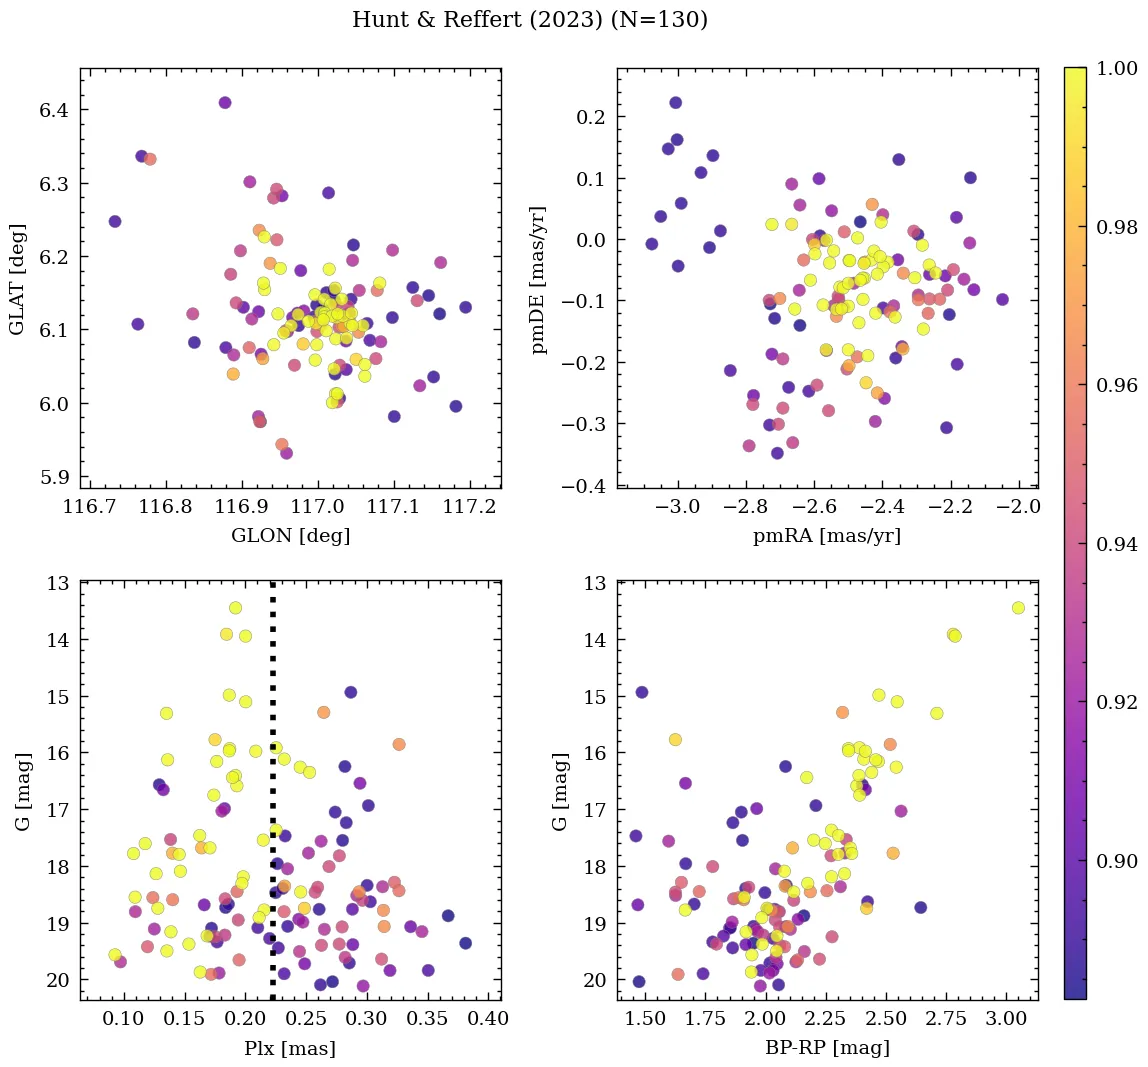 Hunt & Reffert (2023) (N=130)
6.4
6.3
6.2
6.1
6.0
5.9
GLAT [deg]
116.7 116.8 116.9 117.0 117.1 117.2
GLON [deg]
0.2
0.1
0.0
−0.1
−0.2
−0.3
−0.4
pmDE [mas/yr]
−3.0 −2.8 −2.6 −2.4 −2.2 −2.0
pmRA [mas/yr]
13
14
15
16
17
18
19
20
G [mag]
0.10 0.15 0.20 0.25 0.30 0.35 0.40
Plx [mas]
13
14
15
16
17
18
19
20
G [mag]
1.50 1.75 2.00 2.25 2.50 2.75 3.00
BP-RP [mag]
1.00
0.98
0.96
0.94
0.92
0.90